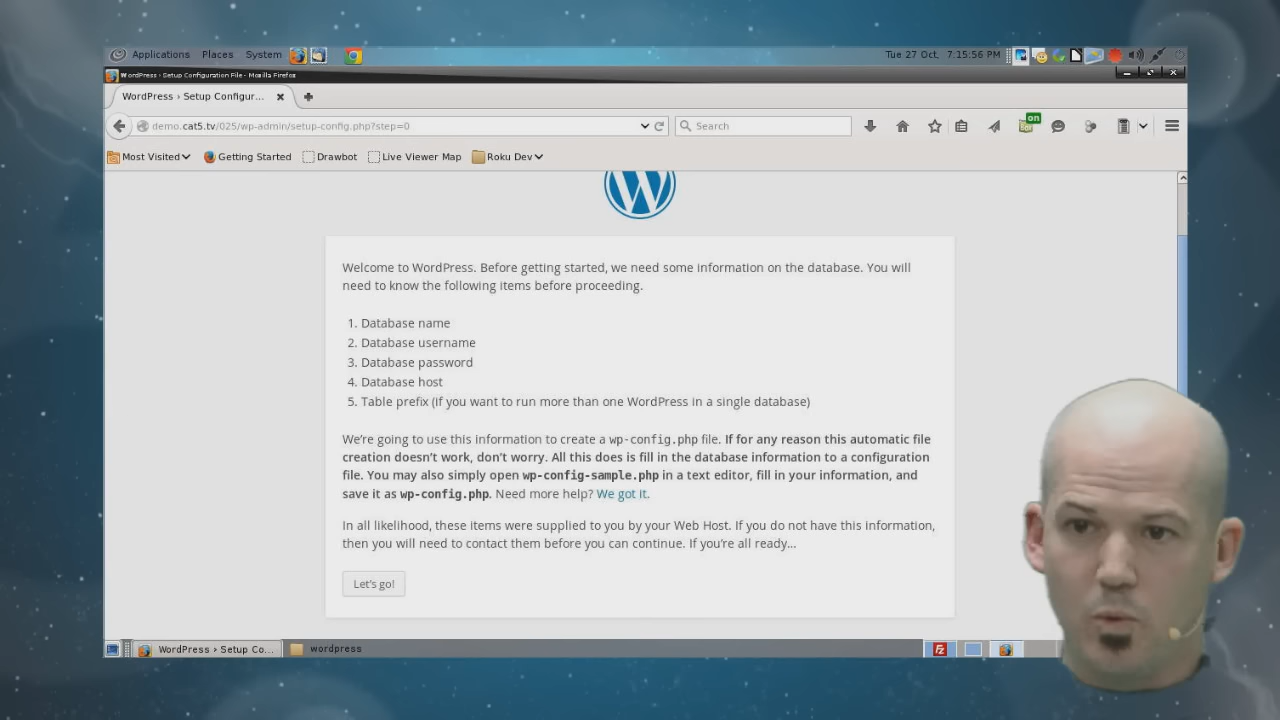 Applications Places System
Tue 27 Oct, 7:15:56 PM
WordPress › Setup Configuration File - Mozilla Firefox
WordPress › Setup Configur...
demo.cat5.tv/025/wp-admin/setup-config.php?step=0
Search
on
Most Visited
Getting Started
Drawbot
Live Viewer Map
Roku Dev
Welcome to WordPress. Before getting started, we need some information on the database. You will
need to know the following items before proceeding.
1. Database name
2. Database username
3. Database password
4. Database host
5. Table prefix (if you want to run more than one WordPress in a single database)
We’re going to use this information to create a wp-config.php file. If for any reason this automatic file
creation doesn’t work, don’t worry. All this does is fill in the database information to a configuration
file. You may also simply open wp-config-sample.php in a text editor, fill in your information, and
save it as wp-config.php. Need more help? We got it.
In all likelihood, these items were supplied to you by your Web Host. If you do not have this information,
then you will need to contact them before you can continue. If you’re all ready…
Let’s go!
WordPress › Setup Co...
wordpress